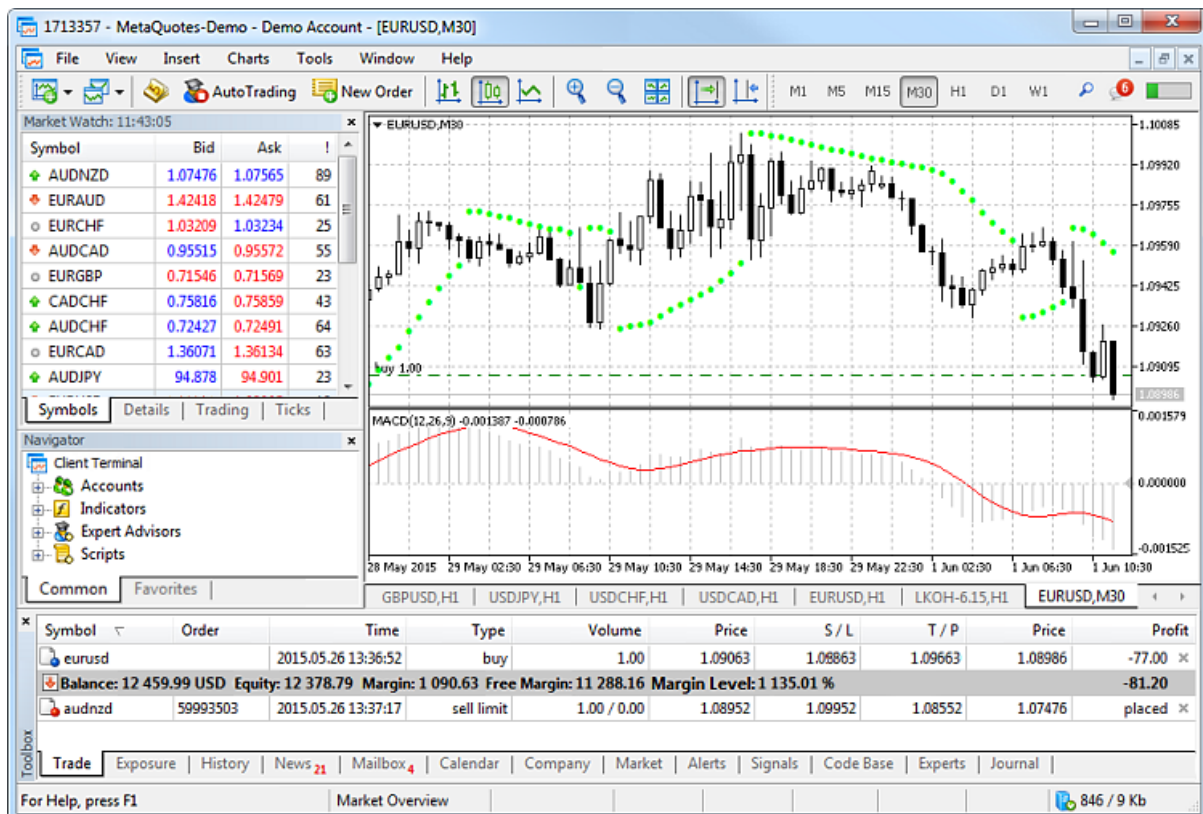 1713357 - MetaQuotes-Demo - Demo Account - [EURUSD,M30]
File View Insert Charts Tools Window Help
AutoTrading New Order M1 M5 M15 M30 H1 D1 W1 6
Market Watch: 11:43:05
Symbol Bid Ask !
AUDNZD 1.07476 1.07565 89
EURAUD 1.42418 1.42479 61
EURCHF 1.03209 1.03234 25
AUDCAD 0.95515 0.95572 55
EURGBP 0.71546 0.71569 23
CADCHF 0.75816 0.75859 43
AUDCHF 0.72427 0.72491 64
EURCAD 1.36071 1.36134 63
AUDJPY 94.878 94.901 23
Symbols Details Trading Ticks
Navigator
Client Terminal
Accounts
Indicators
Expert Advisors
Scripts
Common Favorites
EURUSD,M30
1.10085
1.09920
1.09755
1.09590
1.09425
1.09260
1.09095
1.08986
buy 1.00
MACD(12,26,9) -0.001387 -0.000786
0.001579
0.000000
-0.001525
28 May 2015 29 May 02:30 29 May 06:30 29 May 10:30 29 May 14:30 29 May 18:30 29 May 22:30 1 Jun 02:30 1 Jun 06:30 1 Jun 10:30
GBPUSD,H1 USDJPY,H1 USDCHF,H1 USDCAD,H1 EURUSD,H1 LKOH-6.15,H1 EURUSD,M30
Symbol Order Time Type Volume Price S / L T / P Price Profit
eurusd 2015.05.26 13:36:52 buy 1.00 1.09063 1.08863 1.09663 1.08986 -77.00
Balance: 12 459.99 USD Equity: 12 378.79 Margin: 1 090.63 Free Margin: 11 288.16 Margin Level: 1 135.01 % -81.20
audnzd 59993503 2015.05.26 13:37:17 sell limit 1.00 / 0.00 1.08952 1.09952 1.08552 1.07476 placed
Toolbox
Trade Exposure History News 21 Mailbox 4 Calendar Company Market Alerts Signals Code Base Experts Journal
For Help, press F1 Market Overview 846 / 9 Kb